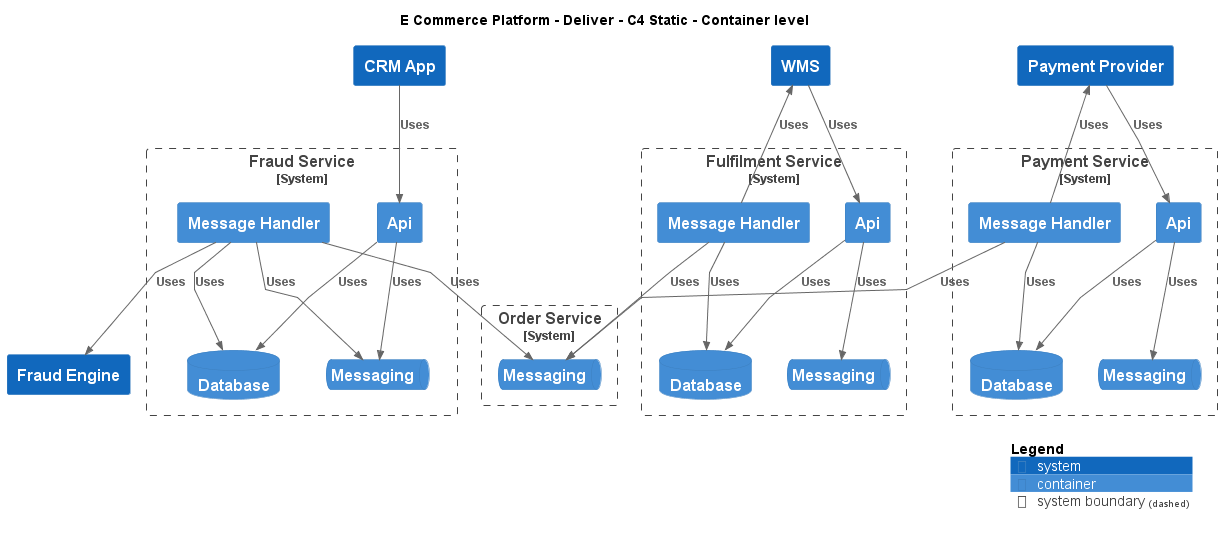 E Commerce Platform - Deliver - C4 Static - Container level
CRM App
WMS
Payment Provider
Uses
Uses
Uses
Uses
Uses
Fraud Service
[System]
Fulfilment Service
[System]
Payment Service
[System]
Message Handler
Api
Message Handler
Api
Message Handler
Api
Uses
Uses
Uses
Uses
Uses
Uses
Uses
Uses
Uses
Uses
Uses
Uses
Uses
Uses
Order Service
[System]
Fraud Engine
Database
Messaging
Messaging
Database
Messaging
Database
Messaging
Legend
system
container
system boundary (dashed)